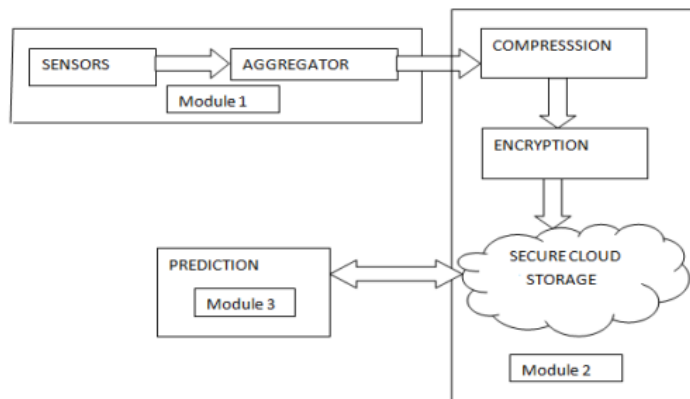 SENSORS
AGGREGATOR
Module 1
COMPRESSSION
ENCRYPTION
SECURE CLOUD
STORAGE
Module 2
PREDICTION
Module 3